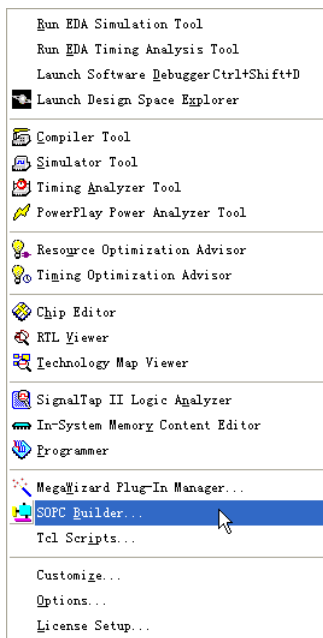 Run EDA Simulation Tool
Run EDA Timing Analysis Tool
Launch Software Debugger Ctrl+Shift+D
Launch Design Space Explorer
Compiler Tool
Simulator Tool
Timing Analyzer Tool
PowerPlay Power Analyzer Tool
Resource Optimization Advisor
Timing Optimization Advisor
Chip Editor
RTL Viewer
Technology Map Viewer
SignalTap II Logic Analyzer
In-System Memory Content Editor
Programmer
MegaWizard Plug-In Manager...
SOPC Builder...
Tcl Scripts...
Customize...
Options...
License Setup...